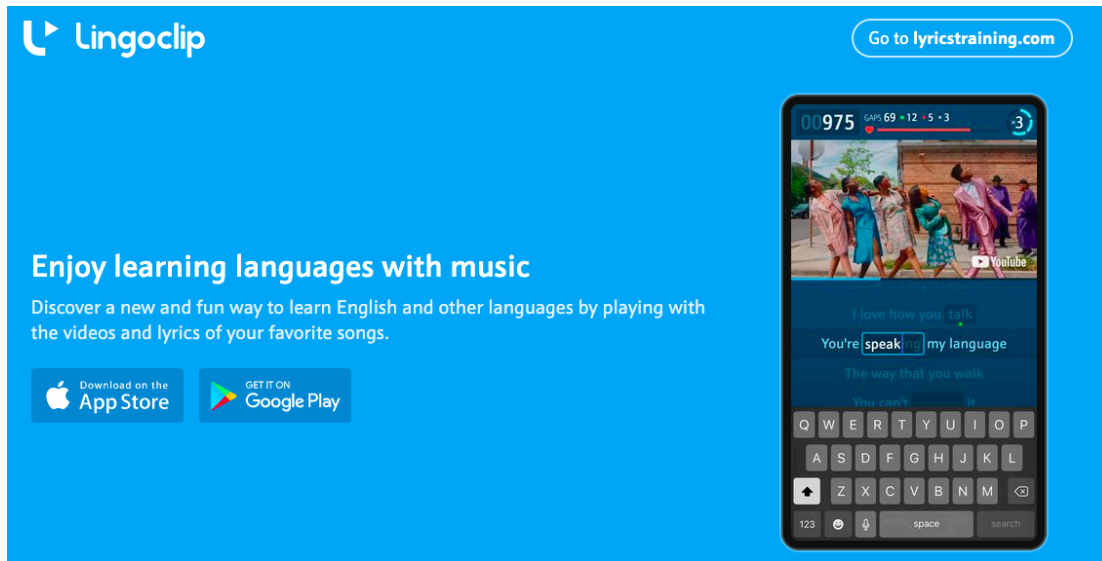 Lingoclip
Go to lyricstraining.com
Enjoy learning languages with music
Discover a new and fun way to learn English and other languages by playing with
the videos and lyrics of your favorite songs.
Download on the
App Store
GET IT ON
Google Play
00975 GAPS 69 12 5 3
3
YouTube
I love how you talk
You're speaking my language
The way that you walk
You can't it
Q W E R T Y U I O P
A S D F G H J K L
Z X C V B N M
123 space search